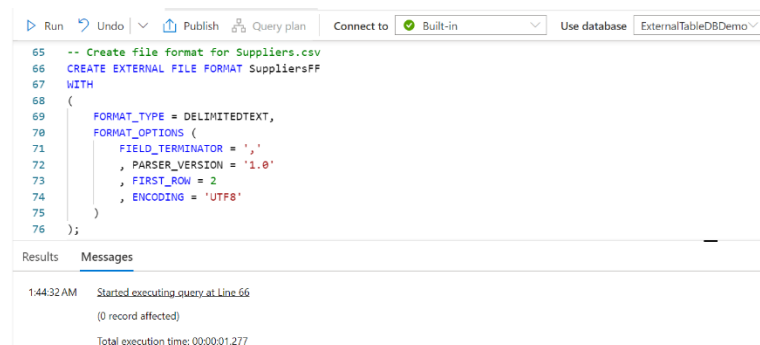 Run Undo Publish Query plan Connect to Built-in Use database ExternalTableDBDemo
65 -- Create file format for Suppliers.csv
66 CREATE EXTERNAL FILE FORMAT SuppliersFF
67 WITH
68 (
69 FORMAT_TYPE = DELIMITEDTEXT,
70 FORMAT_OPTIONS (
71 FIELD_TERMINATOR = ','
72 , PARSER_VERSION = '1.0'
73 , FIRST_ROW = 2
74 , ENCODING = 'UTF8'
75 )
76 );
Results Messages
1:44:32 AM Started executing query at Line 66
(0 record affected)
Total execution time: 00:00:01.277